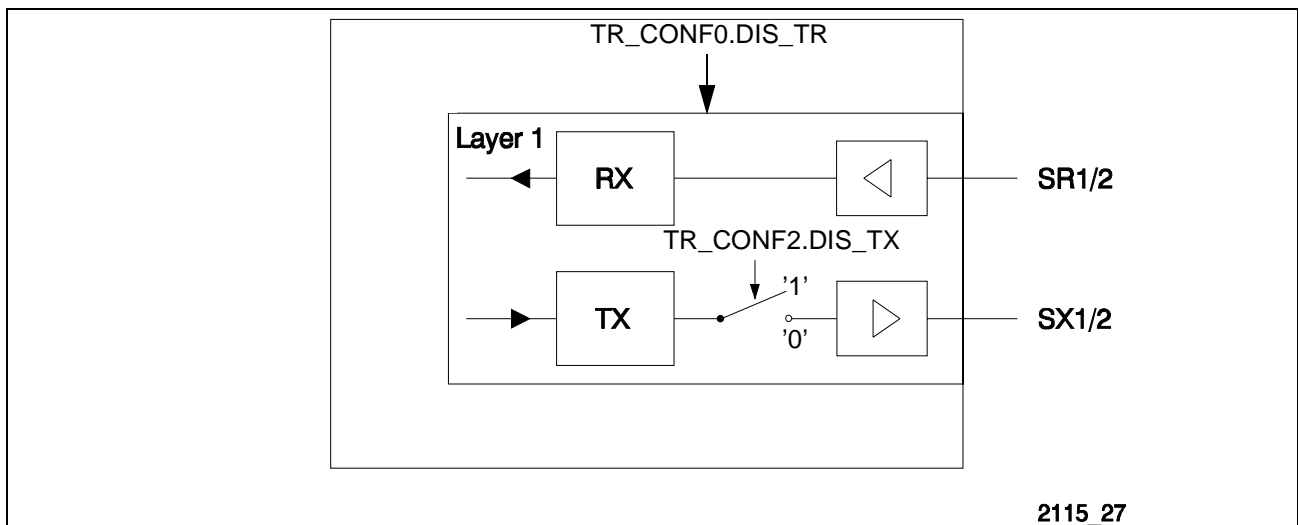 TR_CONF0.DIS_TR
Layer 1
RX
SR1/2
TR_CONF2.DIS_TX
'1'
TX
'0'
SX1/2
2115_27